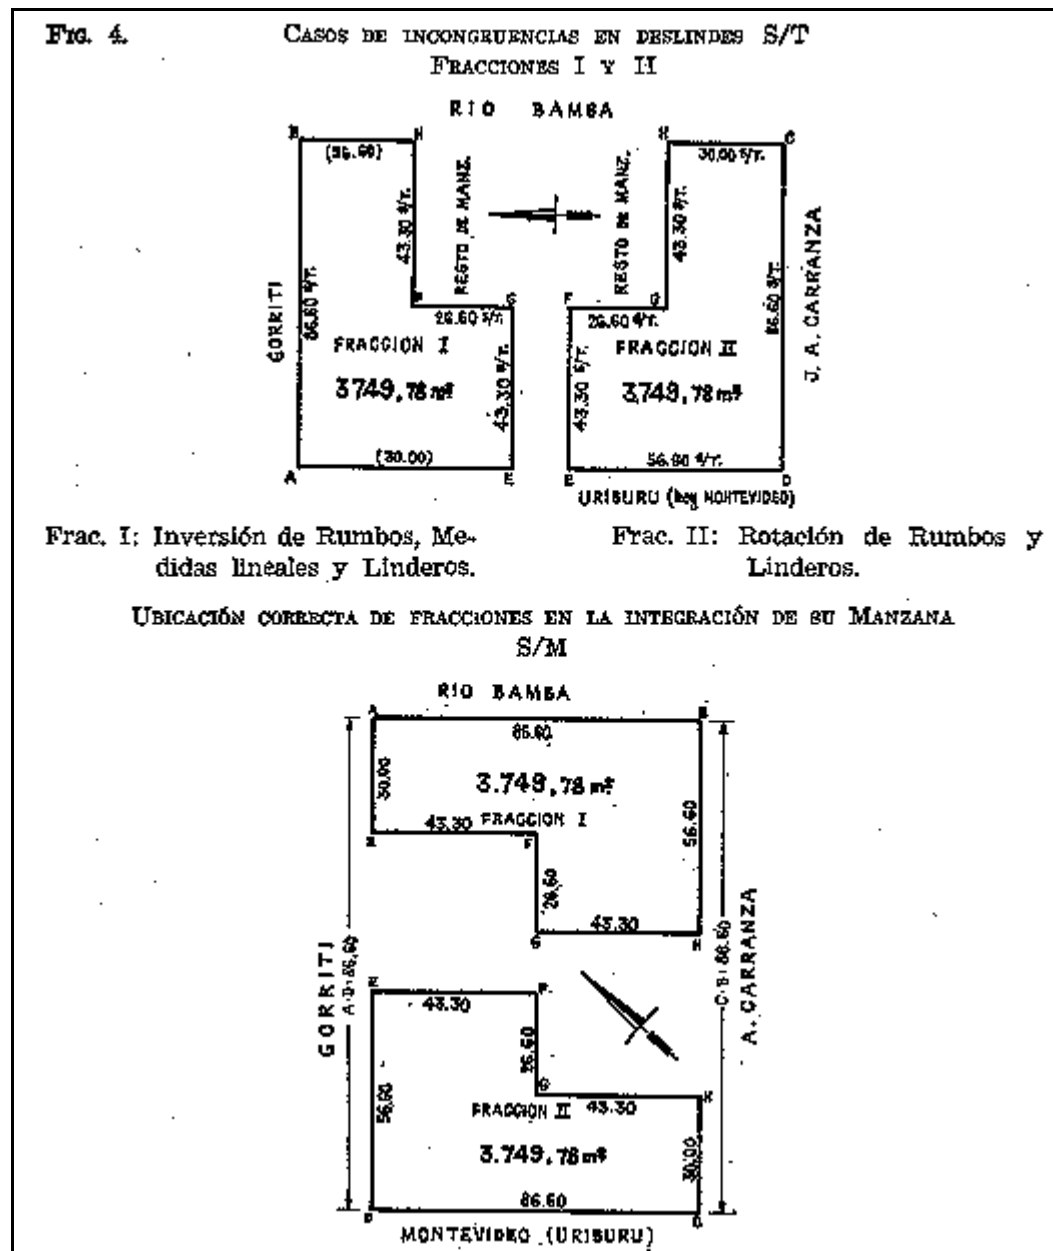 FIG. 4.
CASOS DE INCONGRUENCIAS EN DESLINDES S/T
FRACCIONES I Y II
RIO BAMBA
B
H
C
(56.60)
30.00 S/T.
GORRITI
86.60 S/T.
43.30 S/T.
RESTO DE MANZ.
RESTO DE MANZ.
43.30 S/T.
86.60 S/T.
J. A. CARRANZA
G
F
G
26.60 S/T.
26.60 S/T.
FRACCION I
FRACCION II
3749,78 m²
3749,78 m²
43.30 S/T.
43.30 S/T.
(30.00)
56.60 S/T.
A
E
E
D
URIBURU (hoy MONTEVIDEO)
Frac. I: Inversión de Rumbos, Me-
didas lineales y Linderos.
Frac. II: Rotación de Rumbos y
Linderos.
UBICACIÓN CORRECTA DE FRACCIONES EN LA INTEGRACIÓN DE SU MANZANA
S/M
RIO BAMBA
A
B
86.60
30.00
3.749,78 m²
43.30
FRACCION I
56.60
E
F
26.60
43.30
G
GORRITI
A-D: 86,60
C-B: 86.60
A. CARRANZA
E
F
43.30
26.60
G
H
43.30
56.60
FRACCION II
3.749,78 m²
30.00
86.60
D
MONTEVIDEO (URIBURU)